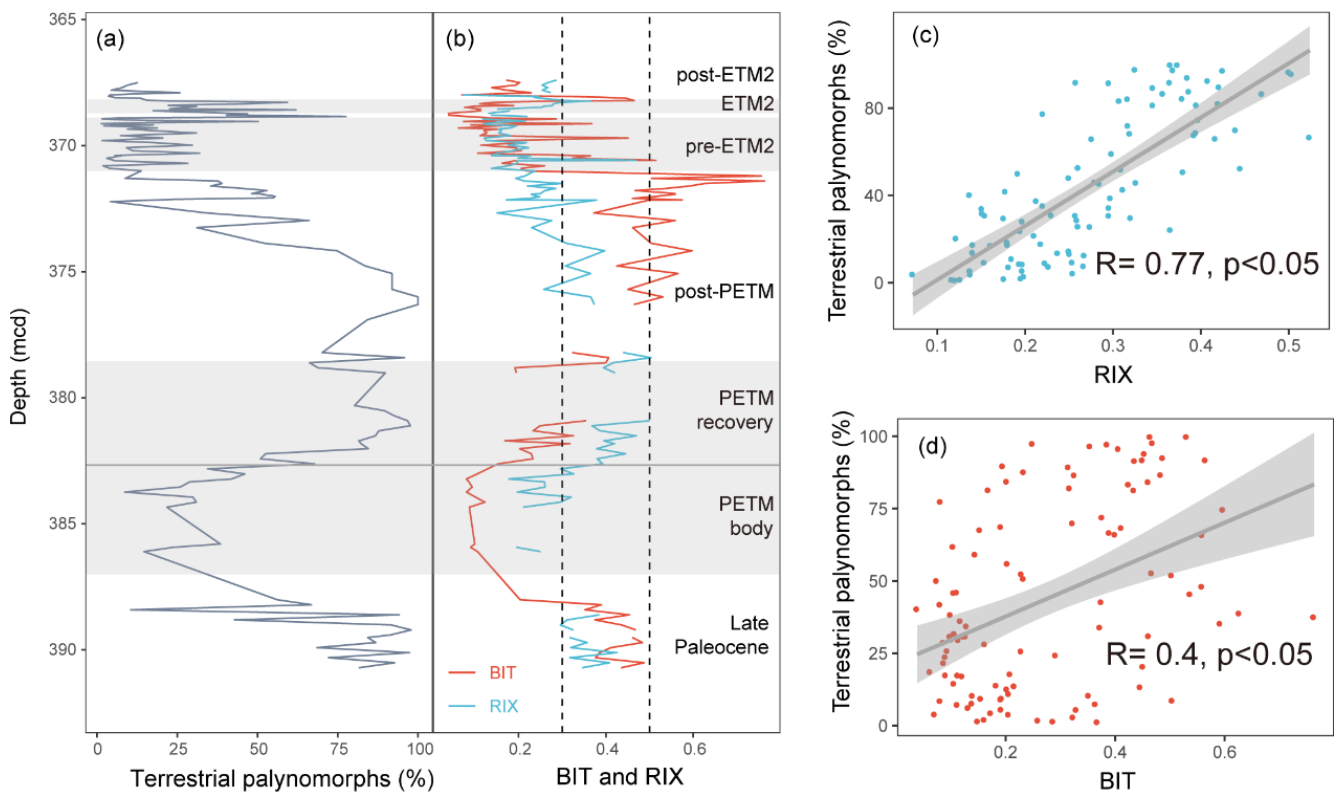 (a)
(b)
365
370
375
380
385
390
Depth (mcd)
0
25
50
75
100
Terrestrial palynomorphs (%)
post-ETM2
ETM2
pre-ETM2
post-PETM
PETM
recovery
PETM
body
Late
Paleocene
BIT
RIX
0.2
0.4
0.6
BIT and RIX
(c)
Terrestrial palynomorphs (%)
80
40
0
R= 0.77, p<0.05
0.1
0.2
0.3
0.4
0.5
RIX
(d)
Terrestrial palynomorphs (%)
100
75
50
25
0
R= 0.4, p<0.05
0.2
0.4
0.6
BIT